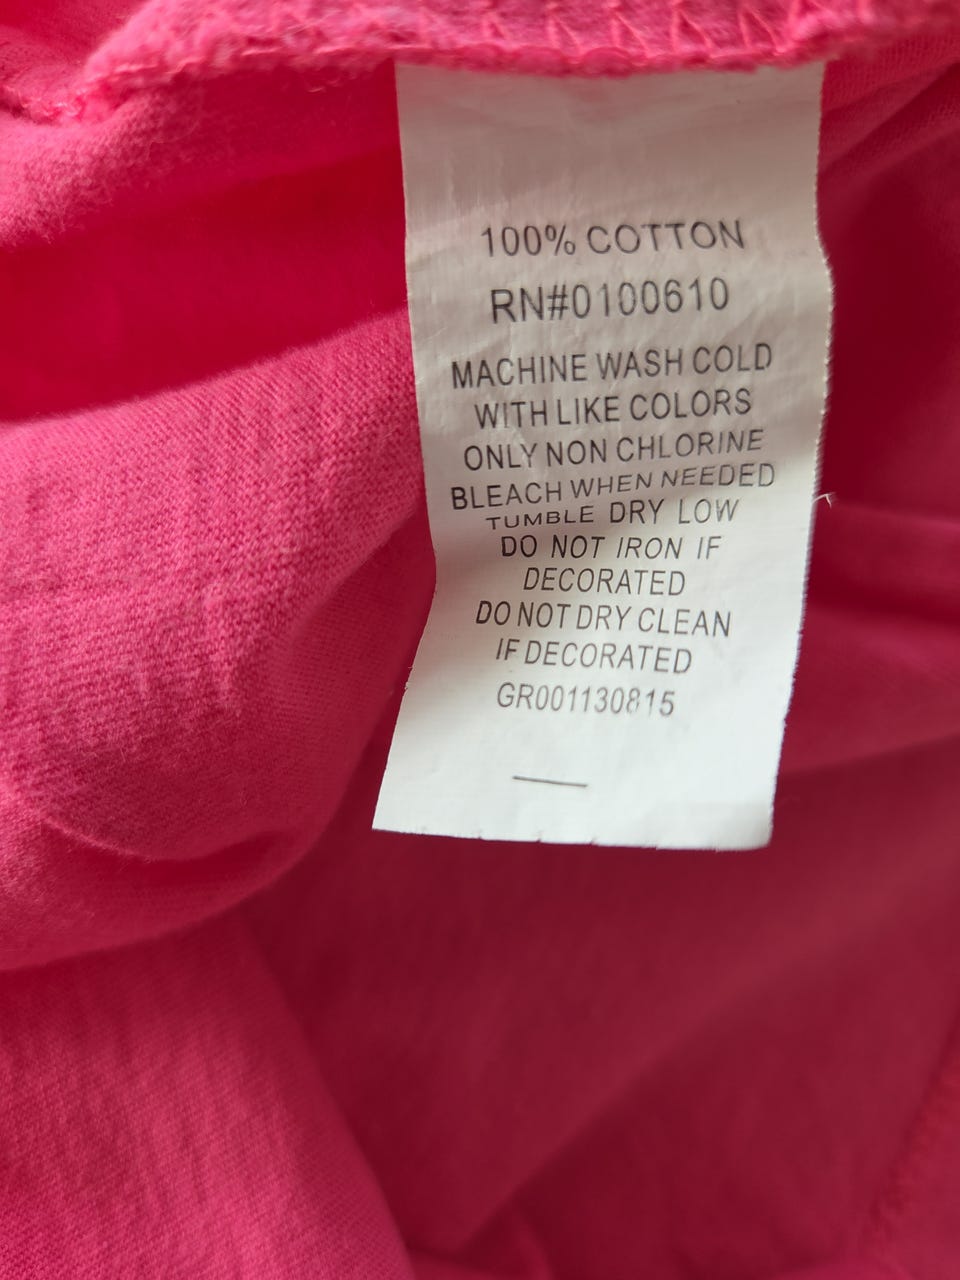 100% COTTON
RN#0100610
MACHINE WASH COLD
WITH LIKE COLORS
ONLY NON CHLORINE
BLEACH WHEN NEEDED
TUMBLE DRY LOW
DO NOT IRON IF
DECORATED
DO NOT DRY CLEAN
IF DECORATED
GR001130815